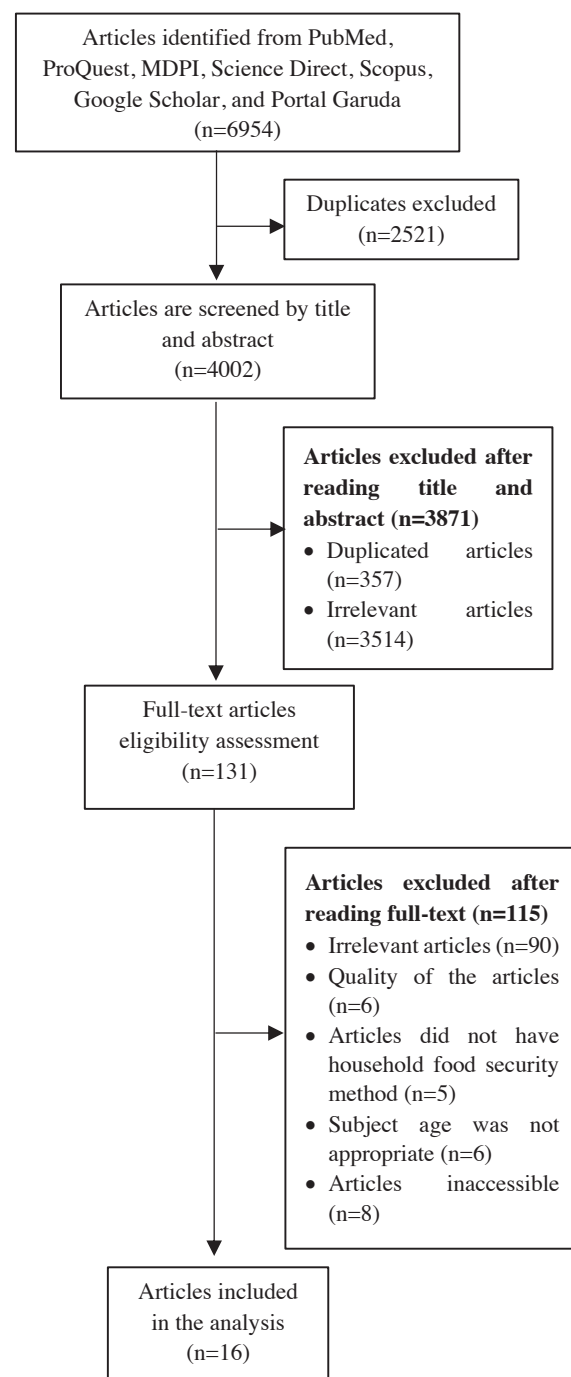 Articles identified from PubMed,
ProQuest, MDPI, Science Direct, Scopus,
Google Scholar, and Portal Garuda
(n=6954)
Duplicates excluded
(n=2521)
Articles are screened by title
and abstract
(n=4002)
Articles excluded after
reading title and
abstract (n=3871)
• Duplicated articles
(n=357)
• Irrelevant articles
(n=3514)
Full-text articles
eligibility assessment
(n=131)
Articles excluded after
reading full-text (n=115)
• Irrelevant articles (n=90)
• Quality of the articles
(n=6)
• Articles did not have
household food security
method (n=5)
• Subject age was not
appropriate (n=6)
• Articles inaccessible
(n=8)
Articles included
in the analysis
(n=16)